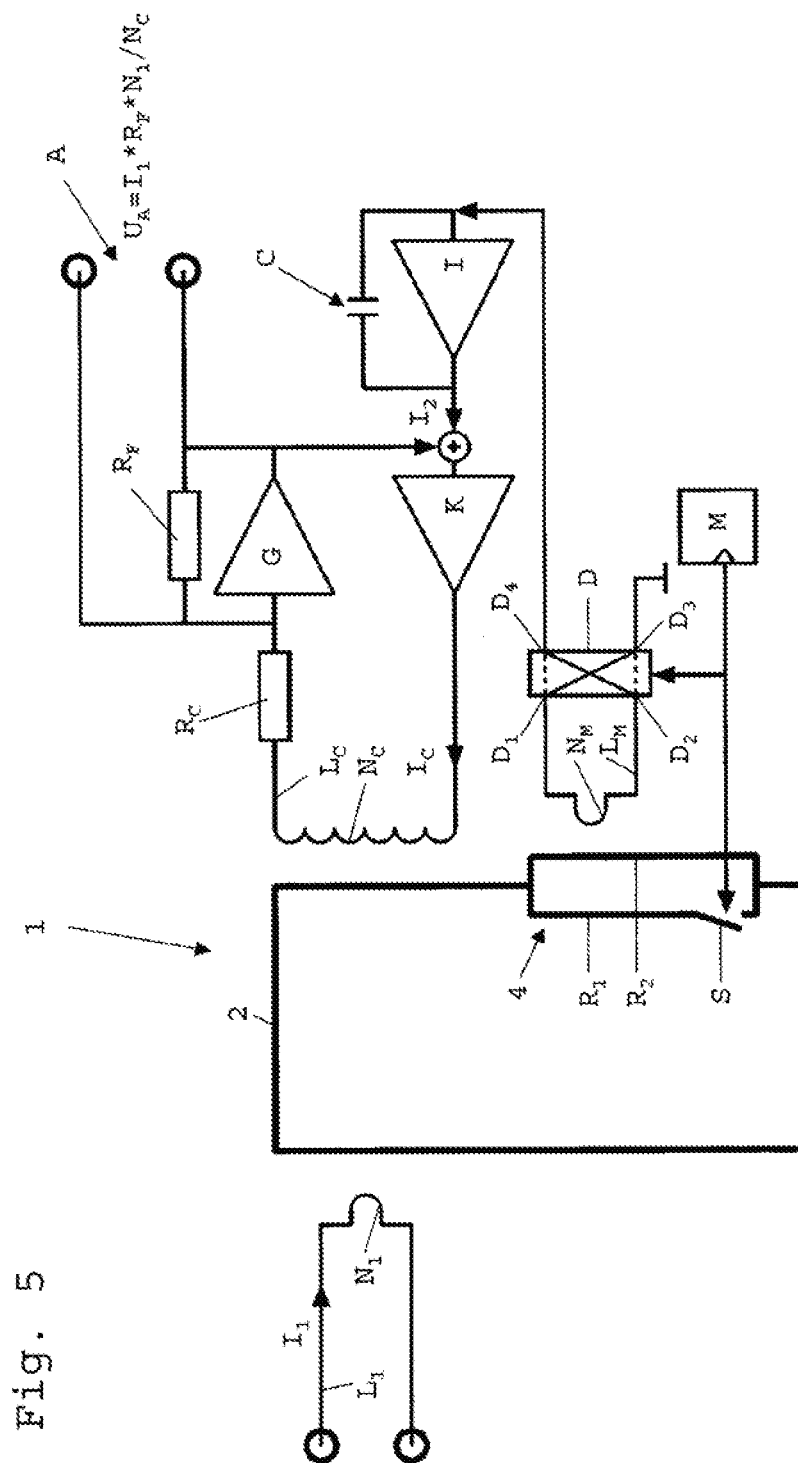 Fig. 5
1
A
U_A=I_1*R_F*N_1/N_C
R_F
C
R_C
G
I_2
+
I
L_C
N_C
K
I_C
I_1
L_1
N_1
2
4
R_1
R_2
S
D_1
N_M
L_M
D_2
D_4
D
D_3
M